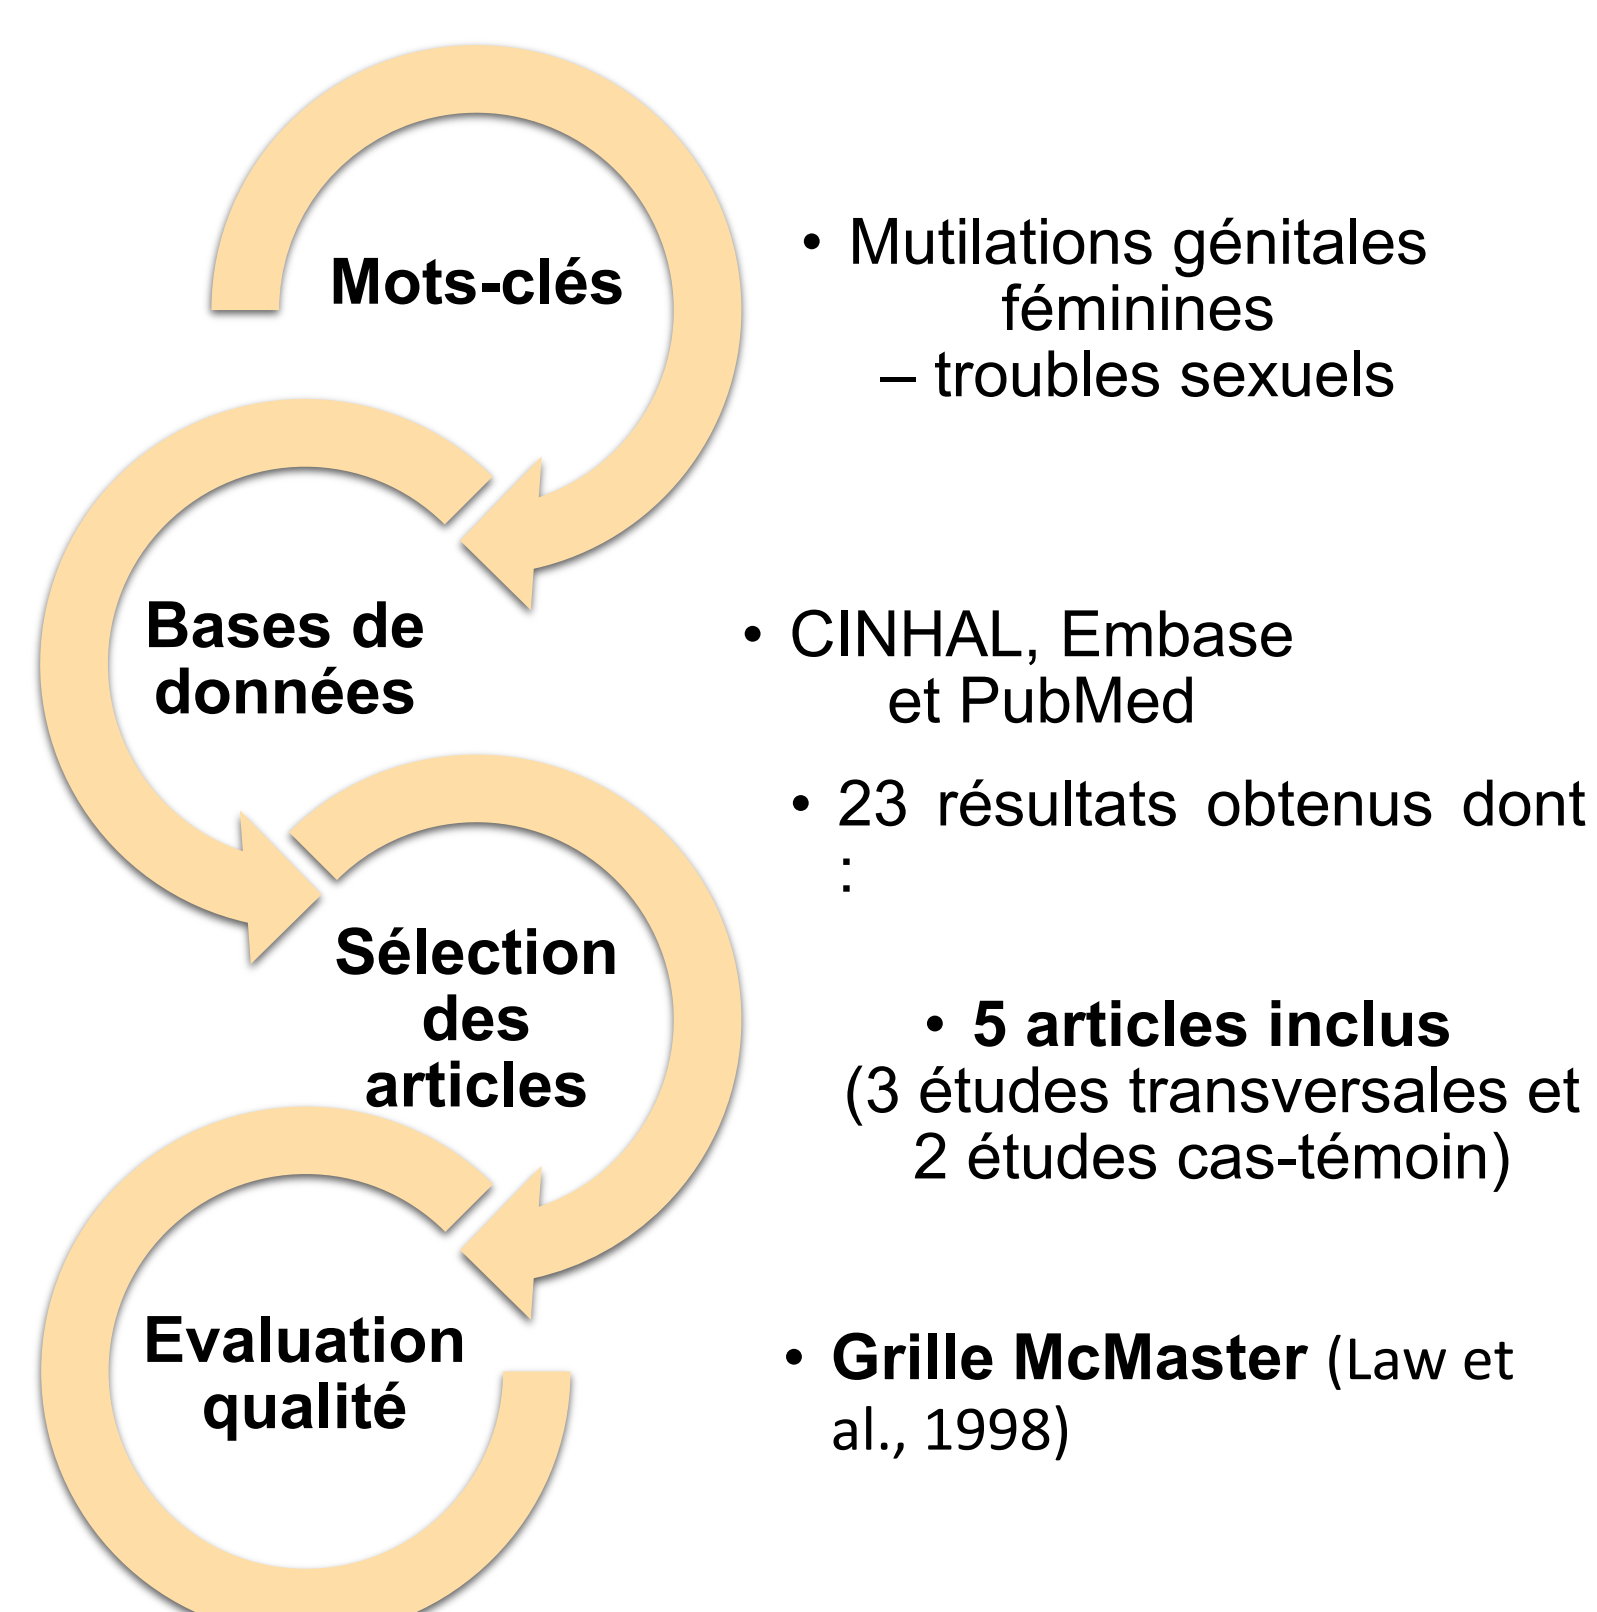 Mots-clés
• Mutilations génitales
féminines
– troubles sexuels
Bases de
données
• CINHAL, Embase
et PubMed
• 23 résultats obtenus dont
:
Sélection
des
articles
• 5 articles inclus
(3 études transversales et
2 études cas-témoin)
Evaluation
qualité
• Grille McMaster (Law et
al., 1998)